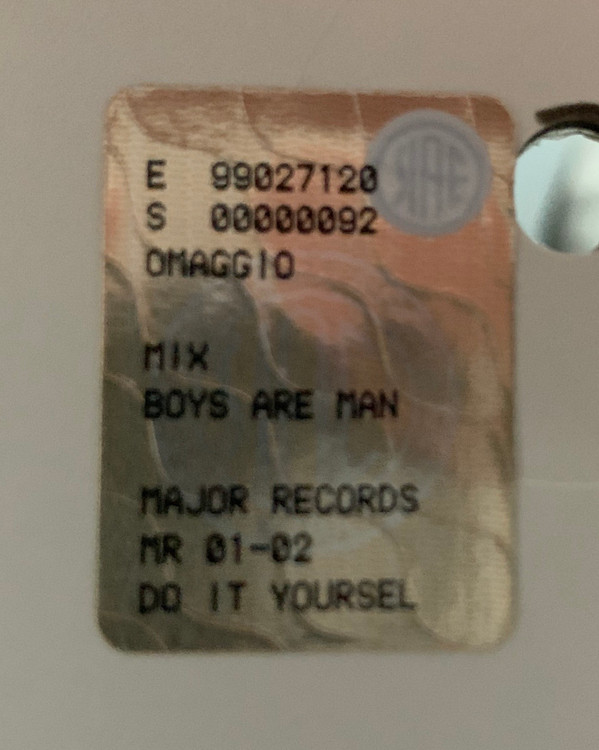 E 99027120
S 00000092
OMAGGIO
MIX
BOYS ARE MAN
MAJOR RECORDS
MR 01-02
DO IT YOURSEL